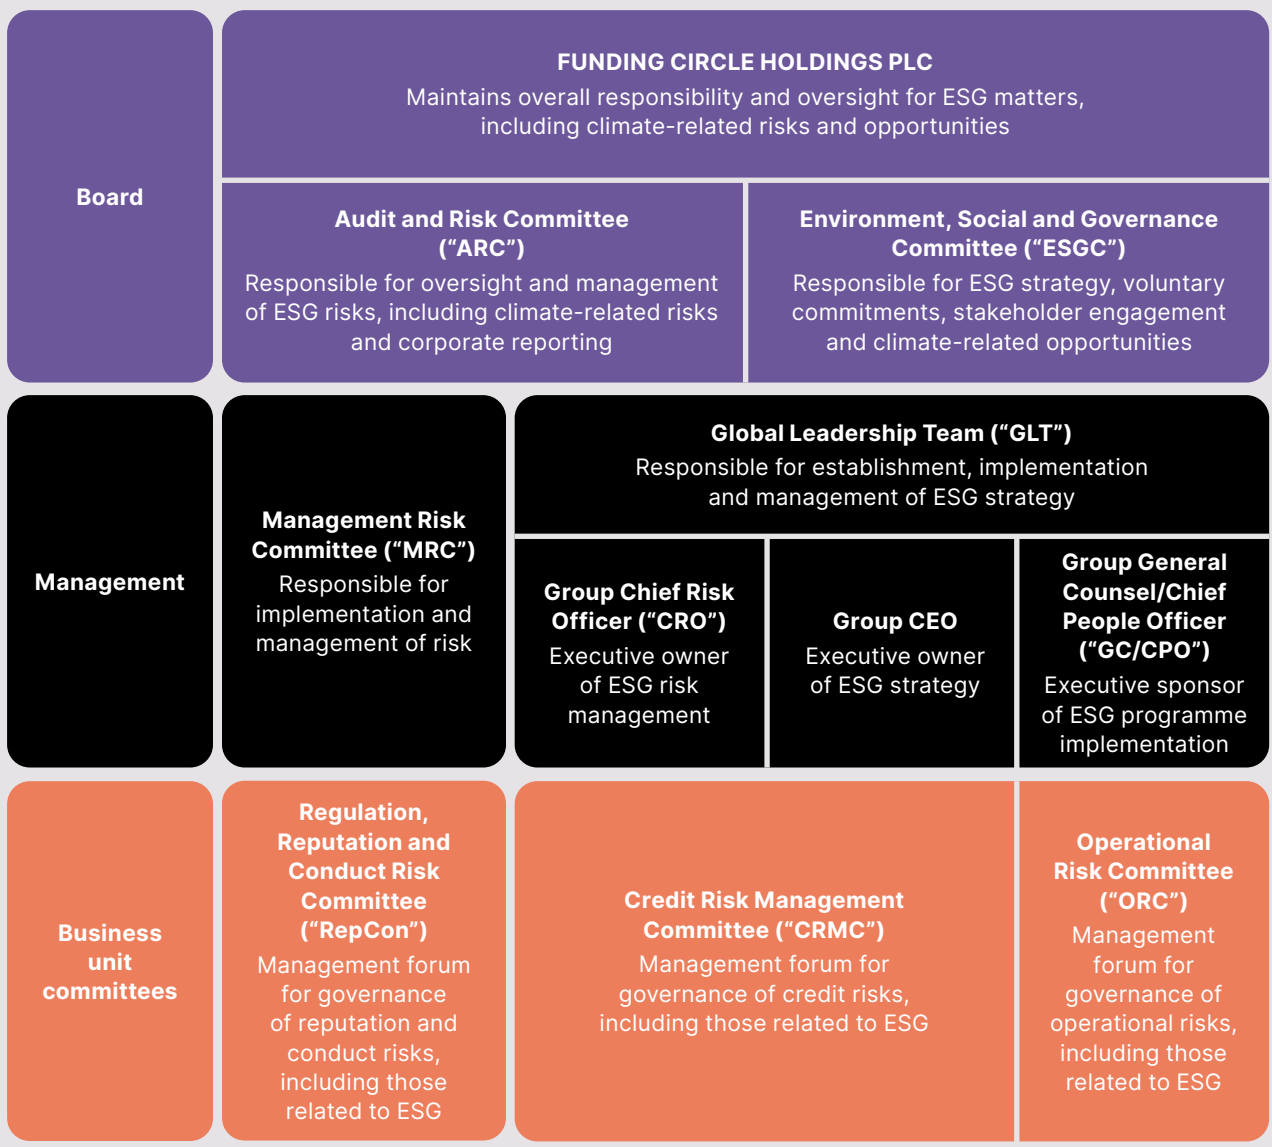 Board
FUNDING CIRCLE HOLDINGS PLC
Maintains overall responsibility and oversight for ESG matters,
including climate-related risks and opportunities
Audit and Risk Committee
(“ARC”)
Responsible for oversight and management
of ESG risks, including climate-related risks
and corporate reporting
Environment, Social and Governance
Committee (“ESGC”)
Responsible for ESG strategy, voluntary
commitments, stakeholder engagement
and climate-related opportunities
Management
Management Risk
Committee (“MRC”)
Responsible for
implementation and
management of risk
Global Leadership Team (“GLT”)
Responsible for establishment, implementation
and management of ESG strategy
Group Chief Risk
Officer (“CRO”)
Executive owner
of ESG risk
management
Group CEO
Executive owner
of ESG strategy
Group General
Counsel/Chief
People Officer
(“GC/CPO”)
Executive sponsor
of ESG programme
implementation
Business
unit
committees
Regulation,
Reputation and
Conduct Risk
Committee
(“RepCon”)
Management forum
for governance
of reputation and
conduct risks,
including those
related to ESG
Credit Risk Management
Committee (“CRMC”)
Management forum for
governance of credit risks,
including those related to ESG
Operational
Risk Committee
(“ORC”)
Management
forum for
governance of
operational risks,
including those
related to ESG